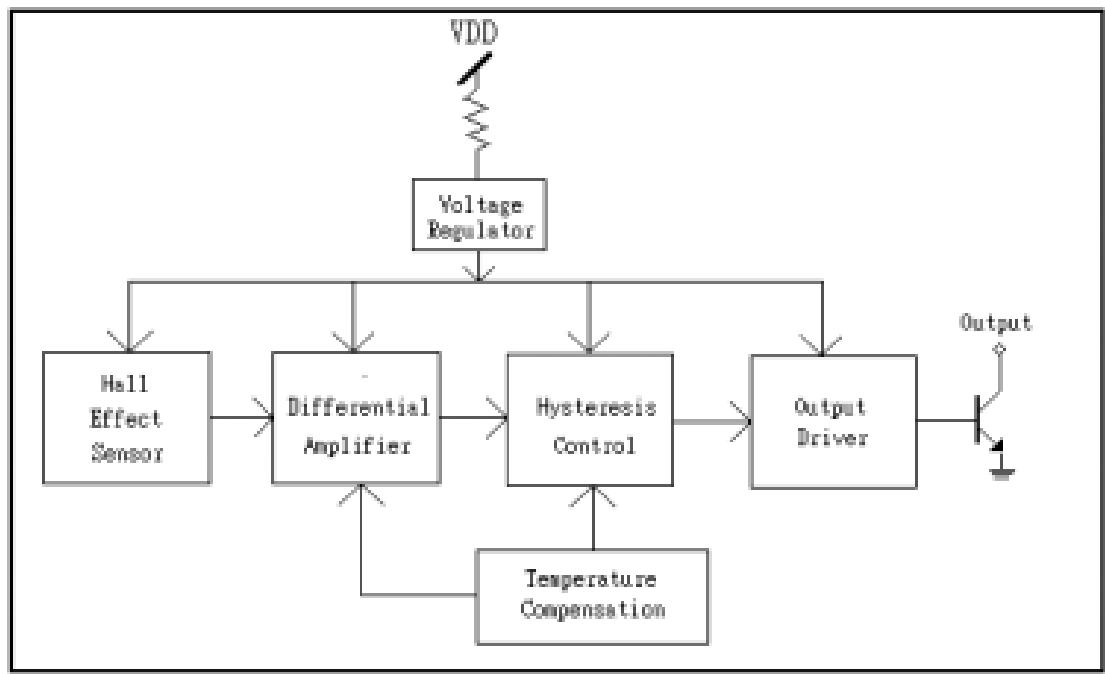 VDD
Voltage
Regulator
Output
Hall
Effect
Sensor
Differential
Amplifier
Hysteresis
Control
Output
Driver
Temperature
Compensation